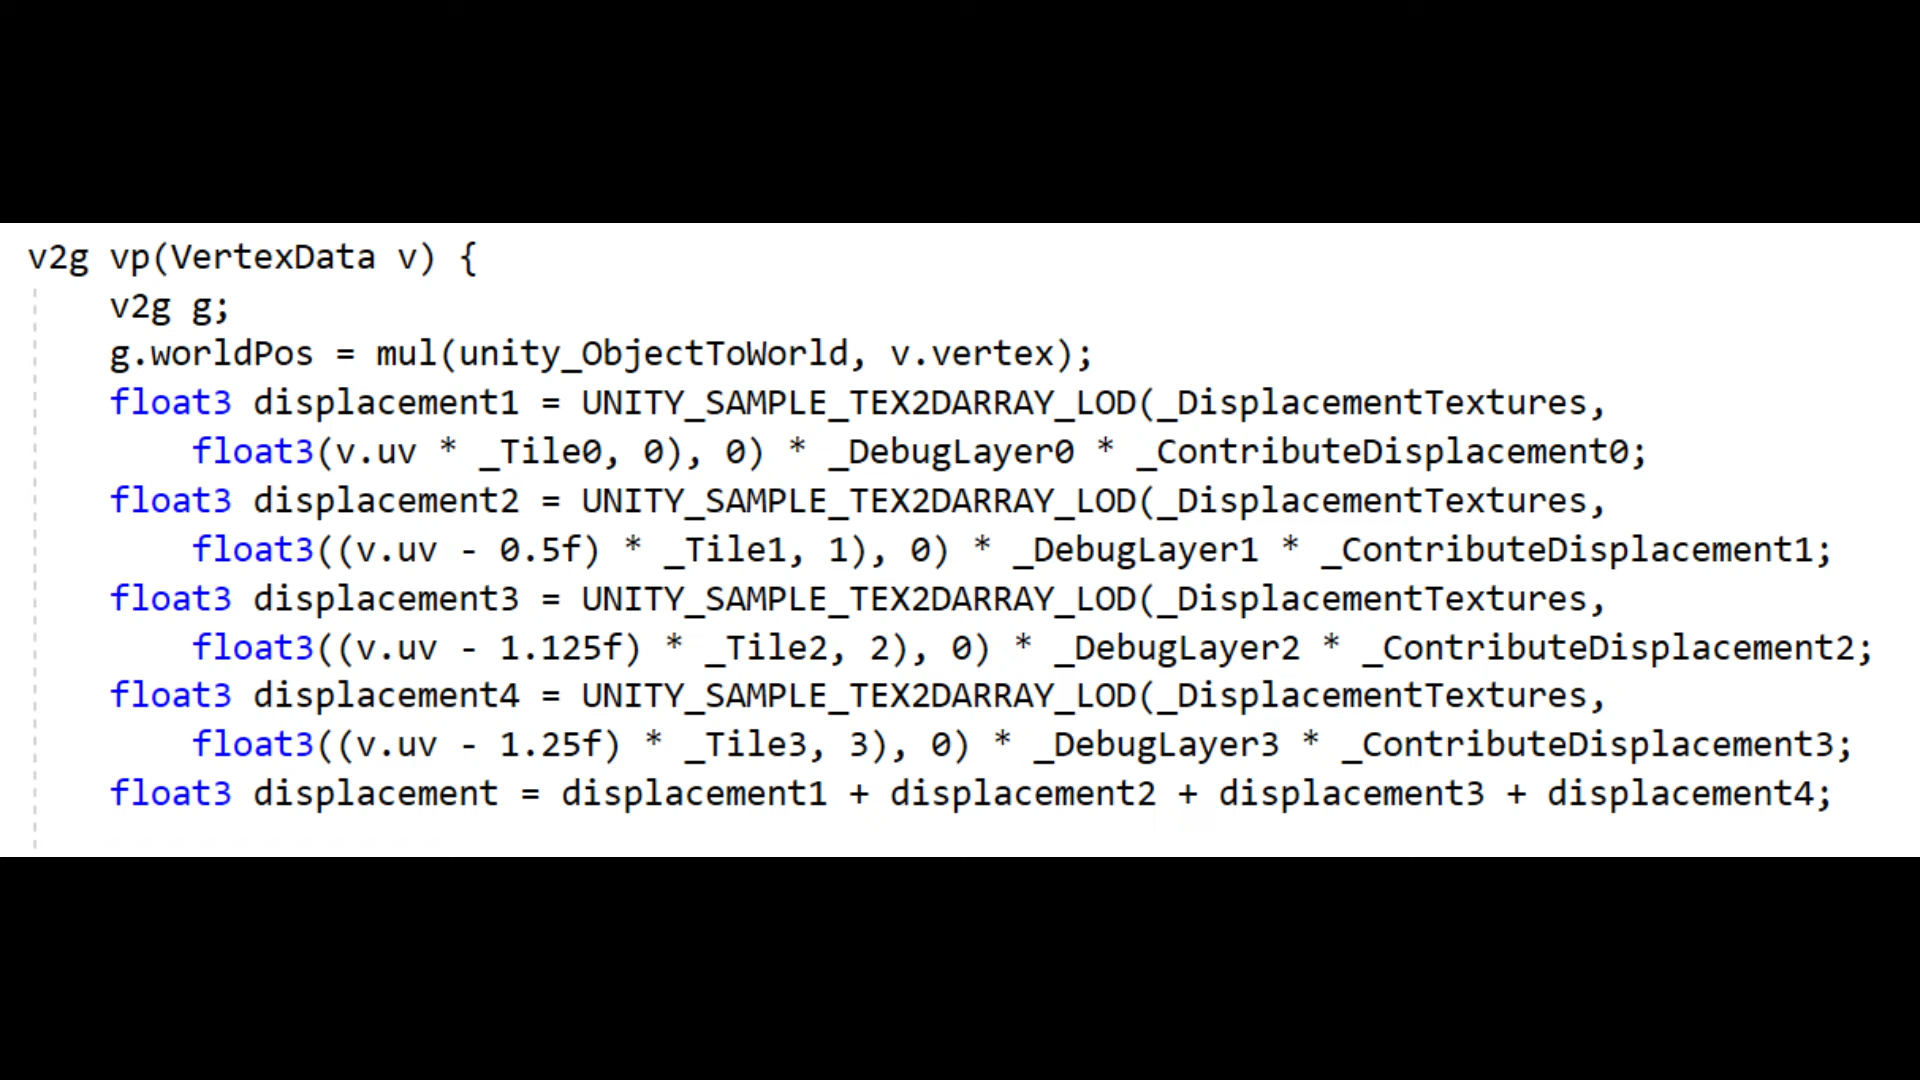 v2g vp(VertexData v) {
v2g g;
g.worldPos = mul(unity_ObjectToWorld, v.vertex);
float3 displacement1 = UNITY_SAMPLE_TEX2DARRAY_LOD(_DisplacementTextures,
float3(v.uv * _Tile0, 0), 0) * _DebugLayer0 * _ContributeDisplacement0;
float3 displacement2 = UNITY_SAMPLE_TEX2DARRAY_LOD(_DisplacementTextures,
float3((v.uv - 0.5f) * _Tile1, 1), 0) * _DebugLayer1 * _ContributeDisplacement1;
float3 displacement3 = UNITY_SAMPLE_TEX2DARRAY_LOD(_DisplacementTextures,
float3((v.uv - 1.125f) * _Tile2, 2), 0) * _DebugLayer2 * _ContributeDisplacement2;
float3 displacement4 = UNITY_SAMPLE_TEX2DARRAY_LOD(_DisplacementTextures,
float3((v.uv - 1.25f) * _Tile3, 3), 0) * _DebugLayer3 * _ContributeDisplacement3;
float3 displacement = displacement1 + displacement2 + displacement3 + displacement4;